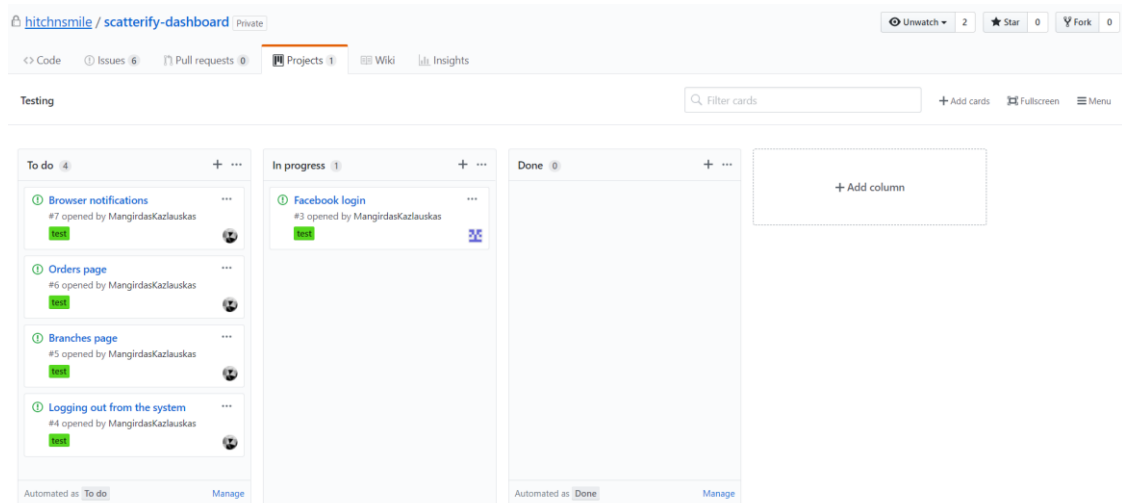 hitchnsmile / scatterify-dashboard Private
Unwatch 2 Star 0 Fork 0
<> Code Issues 6 Pull requests 0 Projects 1 Wiki Insights
Testing
Filter cards
+ Add cards Fullscreen Menu
To do 4
Browser notifications
#7 opened by MangirdasKazlauskas
test
Orders page
#6 opened by MangirdasKazlauskas
test
Branches page
#5 opened by MangirdasKazlauskas
test
Logging out from the system
#4 opened by MangirdasKazlauskas
test
Automated as To do Manage
In progress 1
Facebook login
#3 opened by MangirdasKazlauskas
test
Done 0
Automated as Done Manage
+ Add column